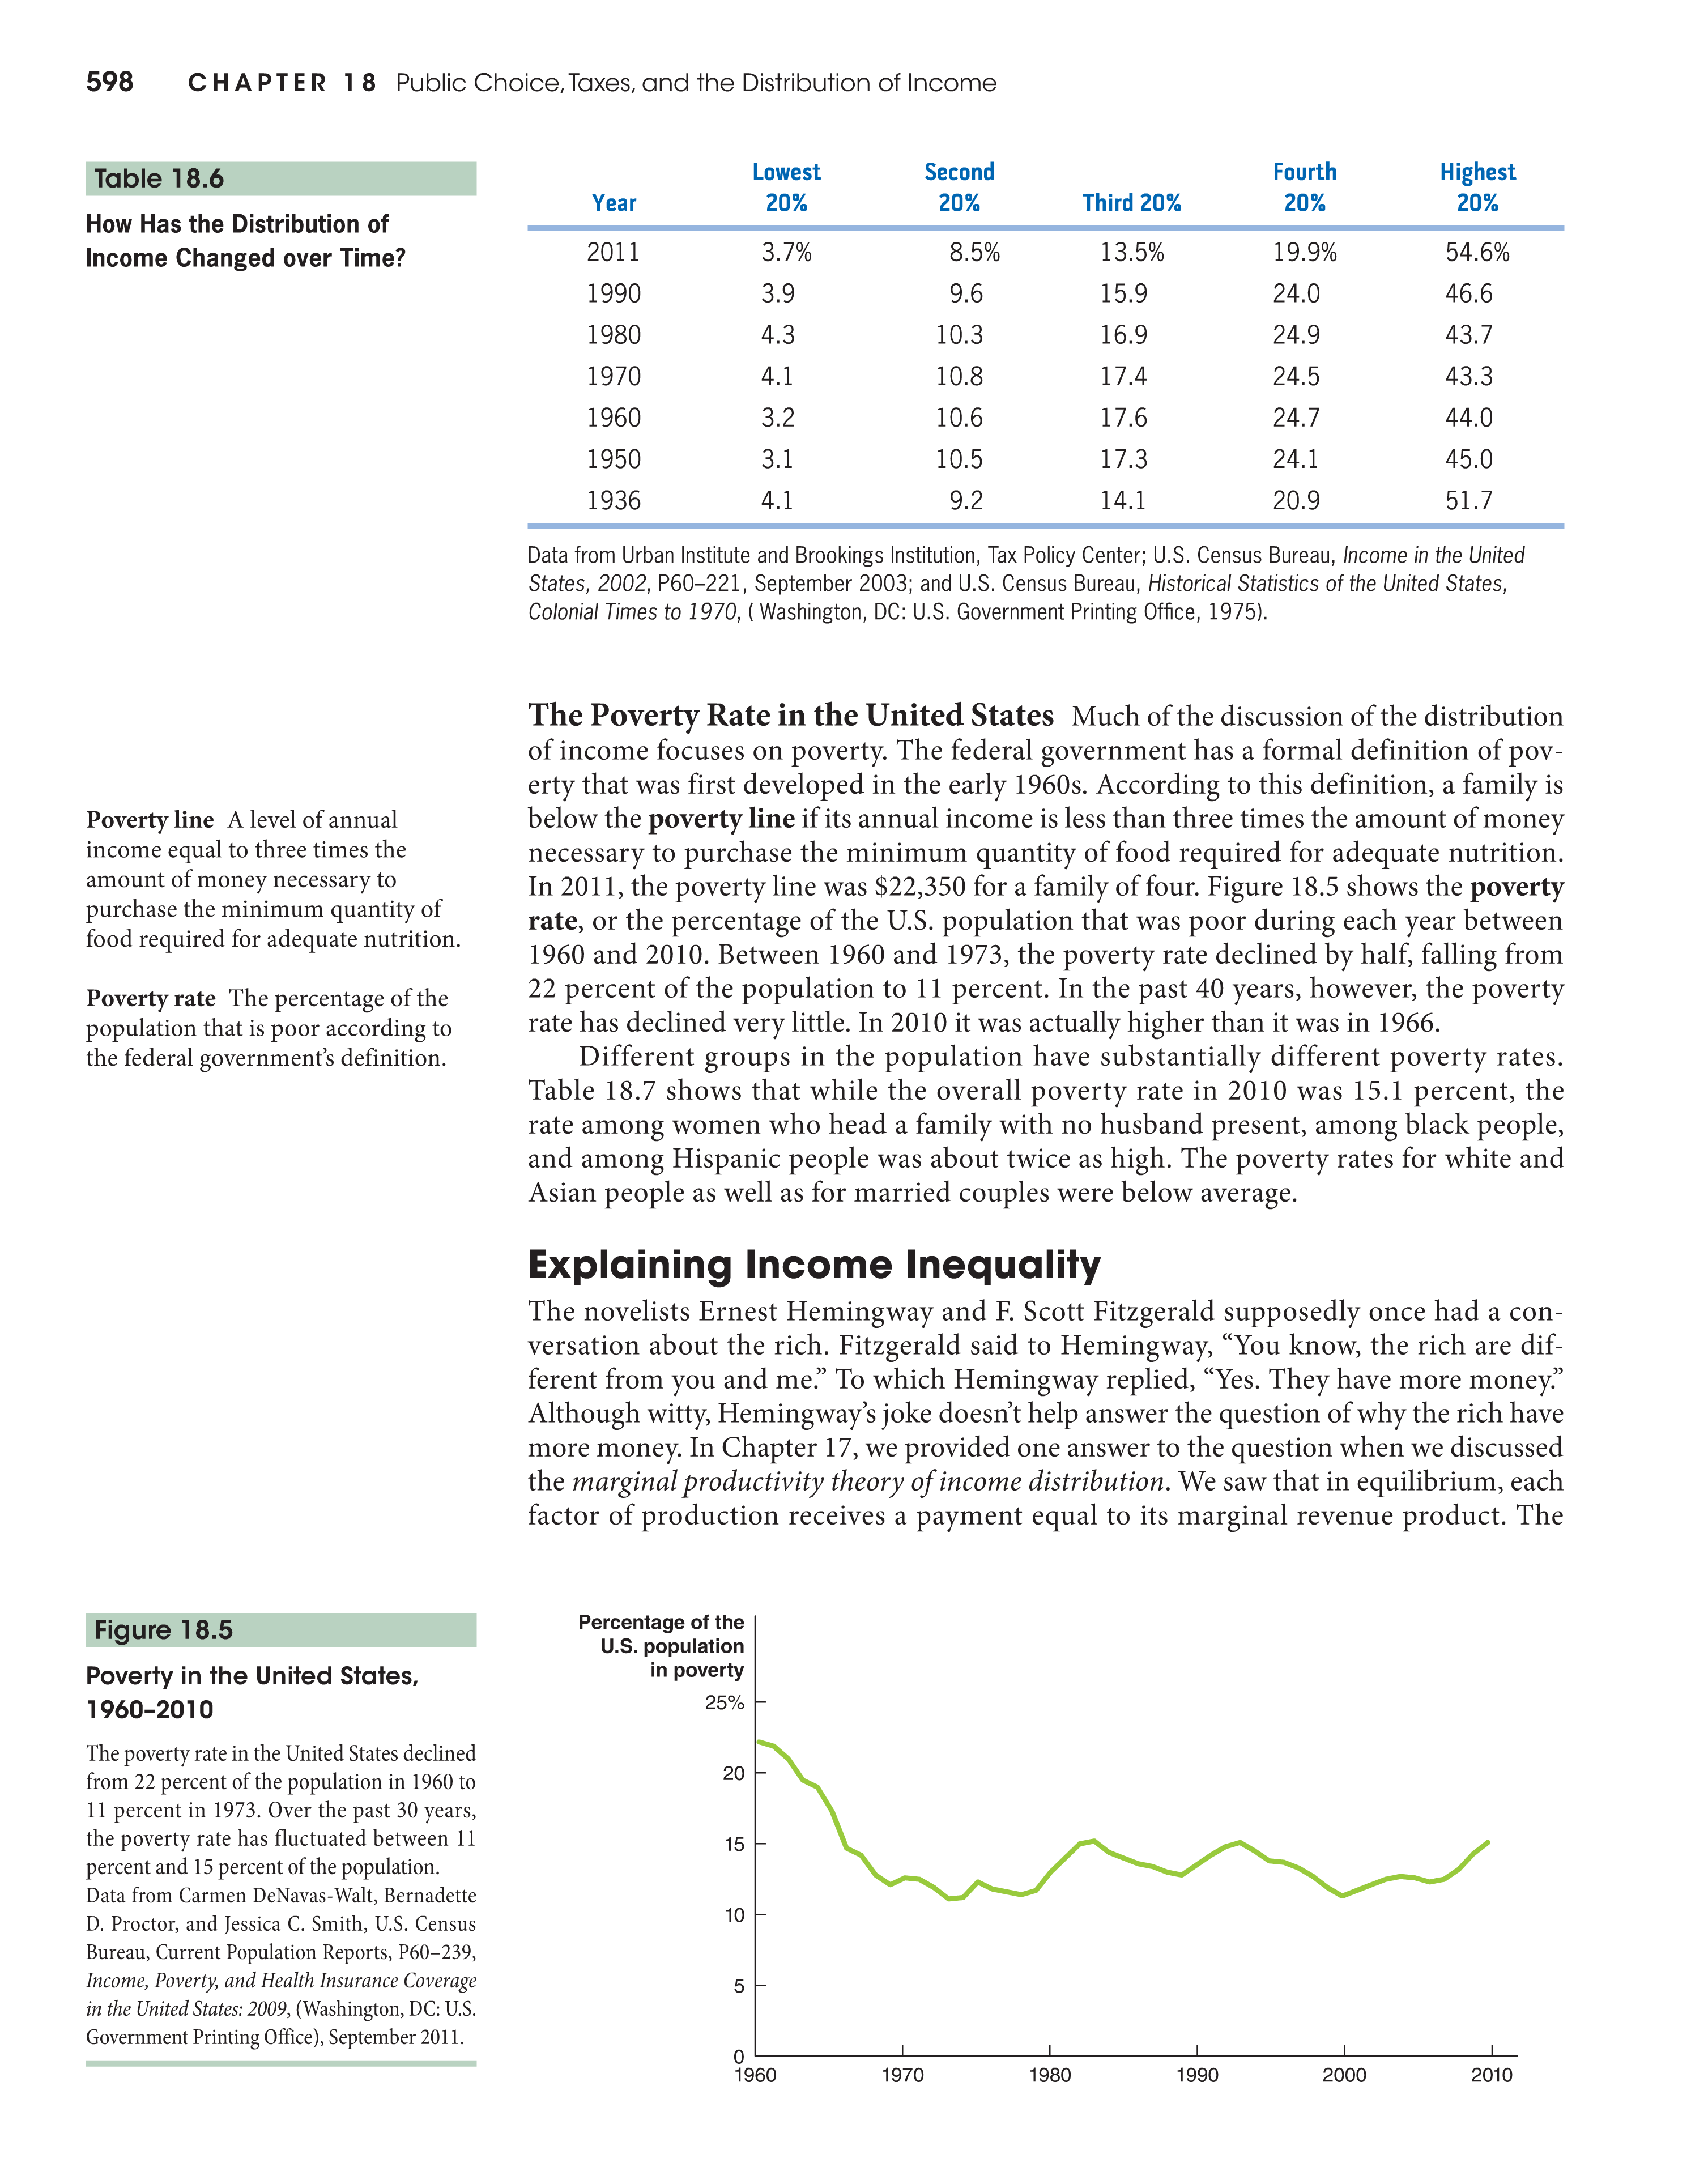 598 CHAPTER 18 Public Choice, Taxes, and the Distribution of Income
Table 18.6
How Has the Distribution of
Income Changed over Time?
Year Lowest 20% Second 20% Third 20% Fourth 20% Highest 20%
2011 3.7% 8.5% 13.5% 19.9% 54.6%
1990 3.9 9.6 15.9 24.0 46.6
1980 4.3 10.3 16.9 24.9 43.7
1970 4.1 10.8 17.4 24.5 43.3
1960 3.2 10.6 17.6 24.7 44.0
1950 3.1 10.5 17.3 24.1 45.0
1936 4.1 9.2 14.1 20.9 51.7
Data from Urban Institute and Brookings Institution, Tax Policy Center; U.S. Census Bureau, Income in the United
States, 2002, P60–221, September 2003; and U.S. Census Bureau, Historical Statistics of the United States,
Colonial Times to 1970, ( Washington, DC: U.S. Government Printing Office, 1975).
The Poverty Rate in the United States Much of the discussion of the distribution
of income focuses on poverty. The federal government has a formal definition of pov-
erty that was first developed in the early 1960s. According to this definition, a family is
below the poverty line if its annual income is less than three times the amount of money
necessary to purchase the minimum quantity of food required for adequate nutrition.
In 2011, the poverty line was $22,350 for a family of four. Figure 18.5 shows the poverty
rate, or the percentage of the U.S. population that was poor during each year between
1960 and 2010. Between 1960 and 1973, the poverty rate declined by half, falling from
22 percent of the population to 11 percent. In the past 40 years, however, the poverty
rate has declined very little. In 2010 it was actually higher than it was in 1966.
Different groups in the population have substantially different poverty rates.
Table 18.7 shows that while the overall poverty rate in 2010 was 15.1 percent, the
rate among women who head a family with no husband present, among black people,
and among Hispanic people was about twice as high. The poverty rates for white and
Asian people as well as for married couples were below average.
Poverty line A level of annual
income equal to three times the
amount of money necessary to
purchase the minimum quantity of
food required for adequate nutrition.
Poverty rate The percentage of the
population that is poor according to
the federal government's definition.
Explaining Income Inequality
The novelists Ernest Hemingway and F. Scott Fitzgerald supposedly once had a con-
versation about the rich. Fitzgerald said to Hemingway, “You know, the rich are dif-
ferent from you and me.” To which Hemingway replied, “Yes. They have more money.”
Although witty, Hemingway's joke doesn't help answer the question of why the rich have
more money. In Chapter 17, we provided one answer to the question when we discussed
the marginal productivity theory of income distribution. We saw that in equilibrium, each
factor of production receives a payment equal to its marginal revenue product. The
Figure 18.5
Poverty in the United States,
1960–2010
The poverty rate in the United States declined
from 22 percent of the population in 1960 to
11 percent in 1973. Over the past 30 years,
the poverty rate has fluctuated between 11
percent and 15 percent of the population.
Data from Carmen DeNavas-Walt, Bernadette
D. Proctor, and Jessica C. Smith, U.S. Census
Bureau, Current Population Reports, P60–239,
Income, Poverty, and Health Insurance Coverage
in the United States: 2009, (Washington, DC: U.S.
Government Printing Office), September 2011.
Percentage of the
U.S. population
in poverty
25%
20
15
10
5
0
1960 1970 1980 1990 2000 2010